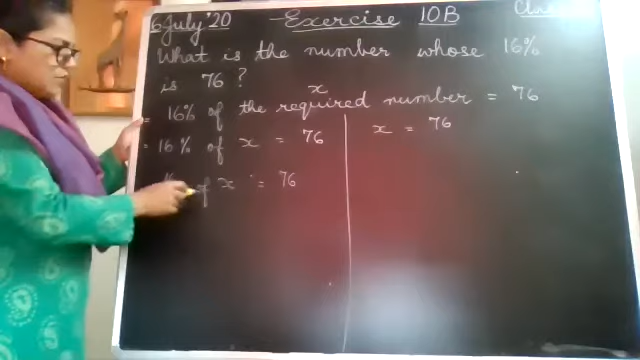 6 July '20 Exercise 10B
What is the number whose 16%
is 76 ?
x
= 16% of the required number = 76
= 16% of x = 76
x = 76
of x = 76